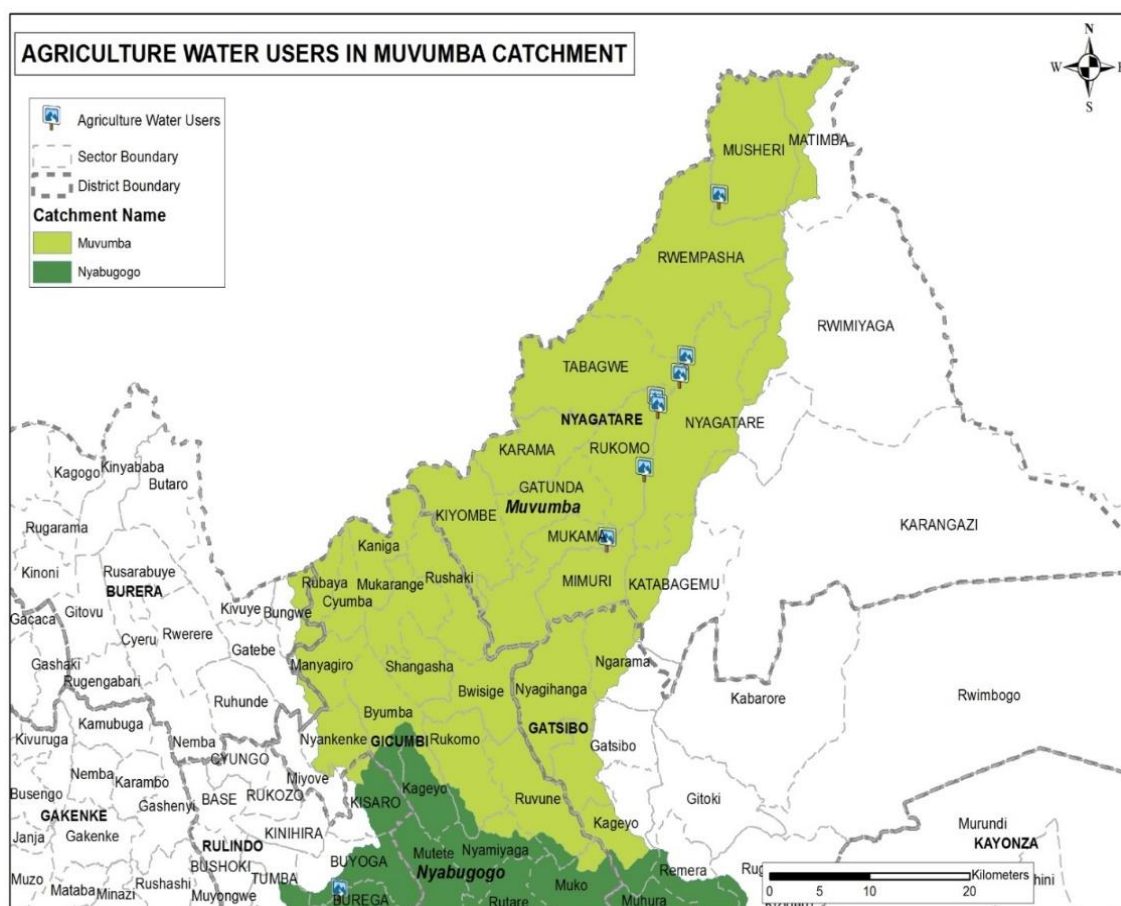 AGRICULTURE WATER USERS IN MUVUMBA CATCHMENT
N
W E
S
Agriculture Water Users
Sector Boundary
District Boundary
Catchment Name
Muvumba
Nyabugogo
MATIMBA
MUSHERI
RWEMPASHA
RWIMIYAGA
TABAGWE
NYAGATARE
NYAGATARE
KARAMA
RUKOMO
Kinyababa
Kagogo
Butaro
GATUNDA
Muvumba
KIYOMBE
KARANGAZI
Rugarama
MUKAMA
Kaniga
Kinoni
Rusarabuye
Rubaya
Mukarange
Rushaki
MIMURI
KATABAGEMU
BURERA
Cyumba
Gitovu
Kivuye
Bungwe
Gacaca
Cyeru
Rwerere
Gatebe
Gashaki
Manyagiro
Shangasha
Ngarama
Rugengabari
Bwisige
Nyagihanga
Kabarore
Rwimbogo
Ruhunde
Kamubuga
Byumba
GATSIBO
Kivuruga
Nemba
Nyankenke
GICUMBI
Rukomo
Gatsibo
CYUNGO
Nemba
Karambo
Miyove
Kageyo
Busengo
Gashenyi
BASE
RUKOZO
KISARO
Ruvune
Gitoki
GAKENKE
Kageyo
Janja
Gakenke
KINIHIRA
Murundi
RULINDO
BUYOGA
Mutete
Nyamiyaga
KAYONZA
BUSHOKI
Nyabugogo
Remera
Muzo
Rushashi
TUMBA
Muko
Mataba
Minazi
Muyongwe
BUREGA
Rutare
Muhura
Kilometers
0 5 10 20